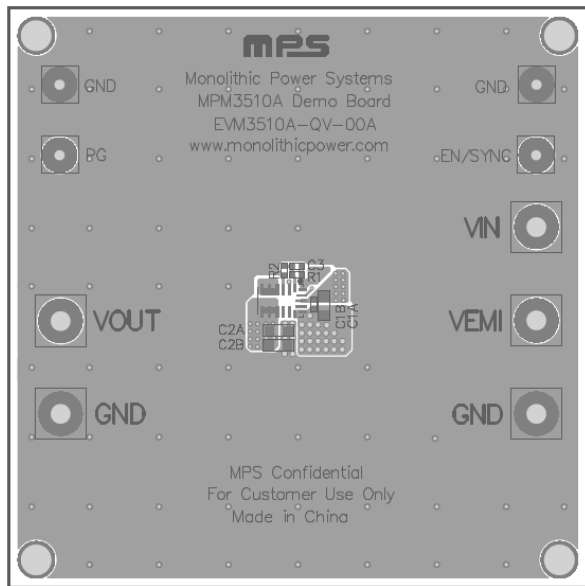 MPS
Monolithic Power Systems
MPM3510A Demo Board
EVM3510A-QV-00A
www.monolithicpower.com
GND
GND
PG
EN/SYNC
VIN
R2
C3
R1
VOUT
VEMI
C1B
C1A
C2A
C2B
GND
GND
MPS Confidential
For Customer Use Only
Made in China